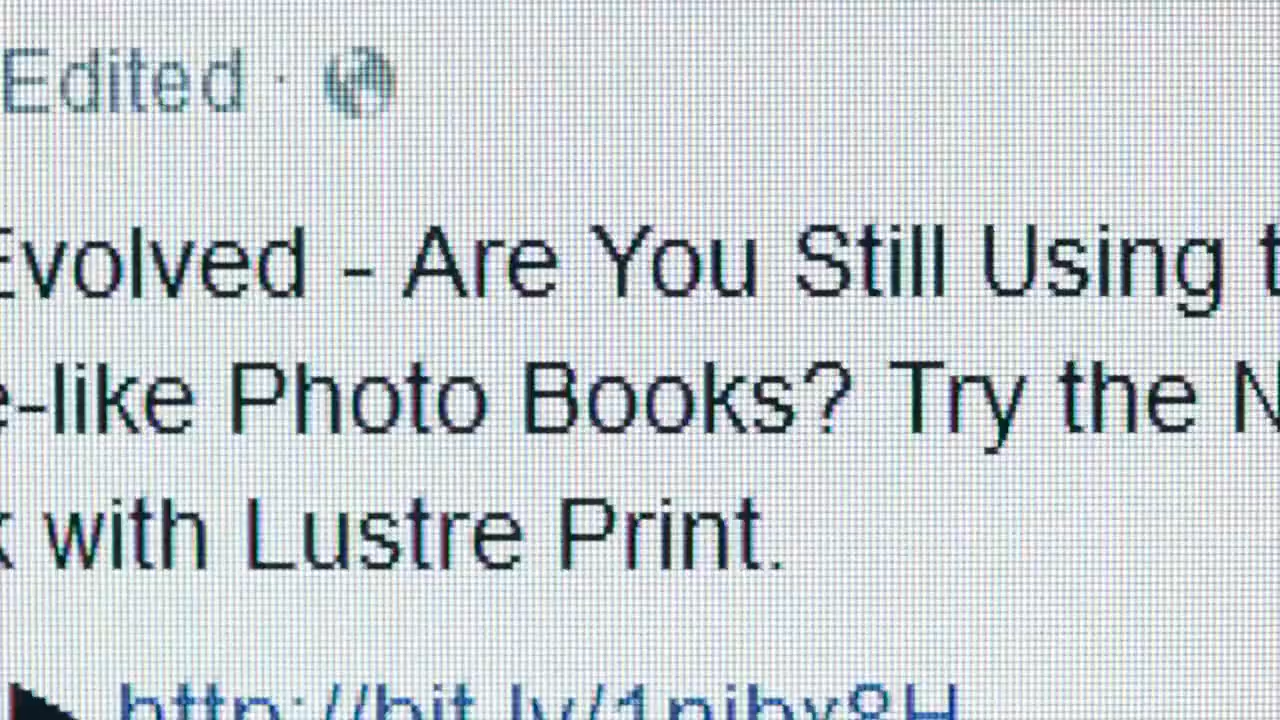 Edited ·
Evolved - Are You Still Using t
e-like Photo Books? Try the N
k with Lustre Print.